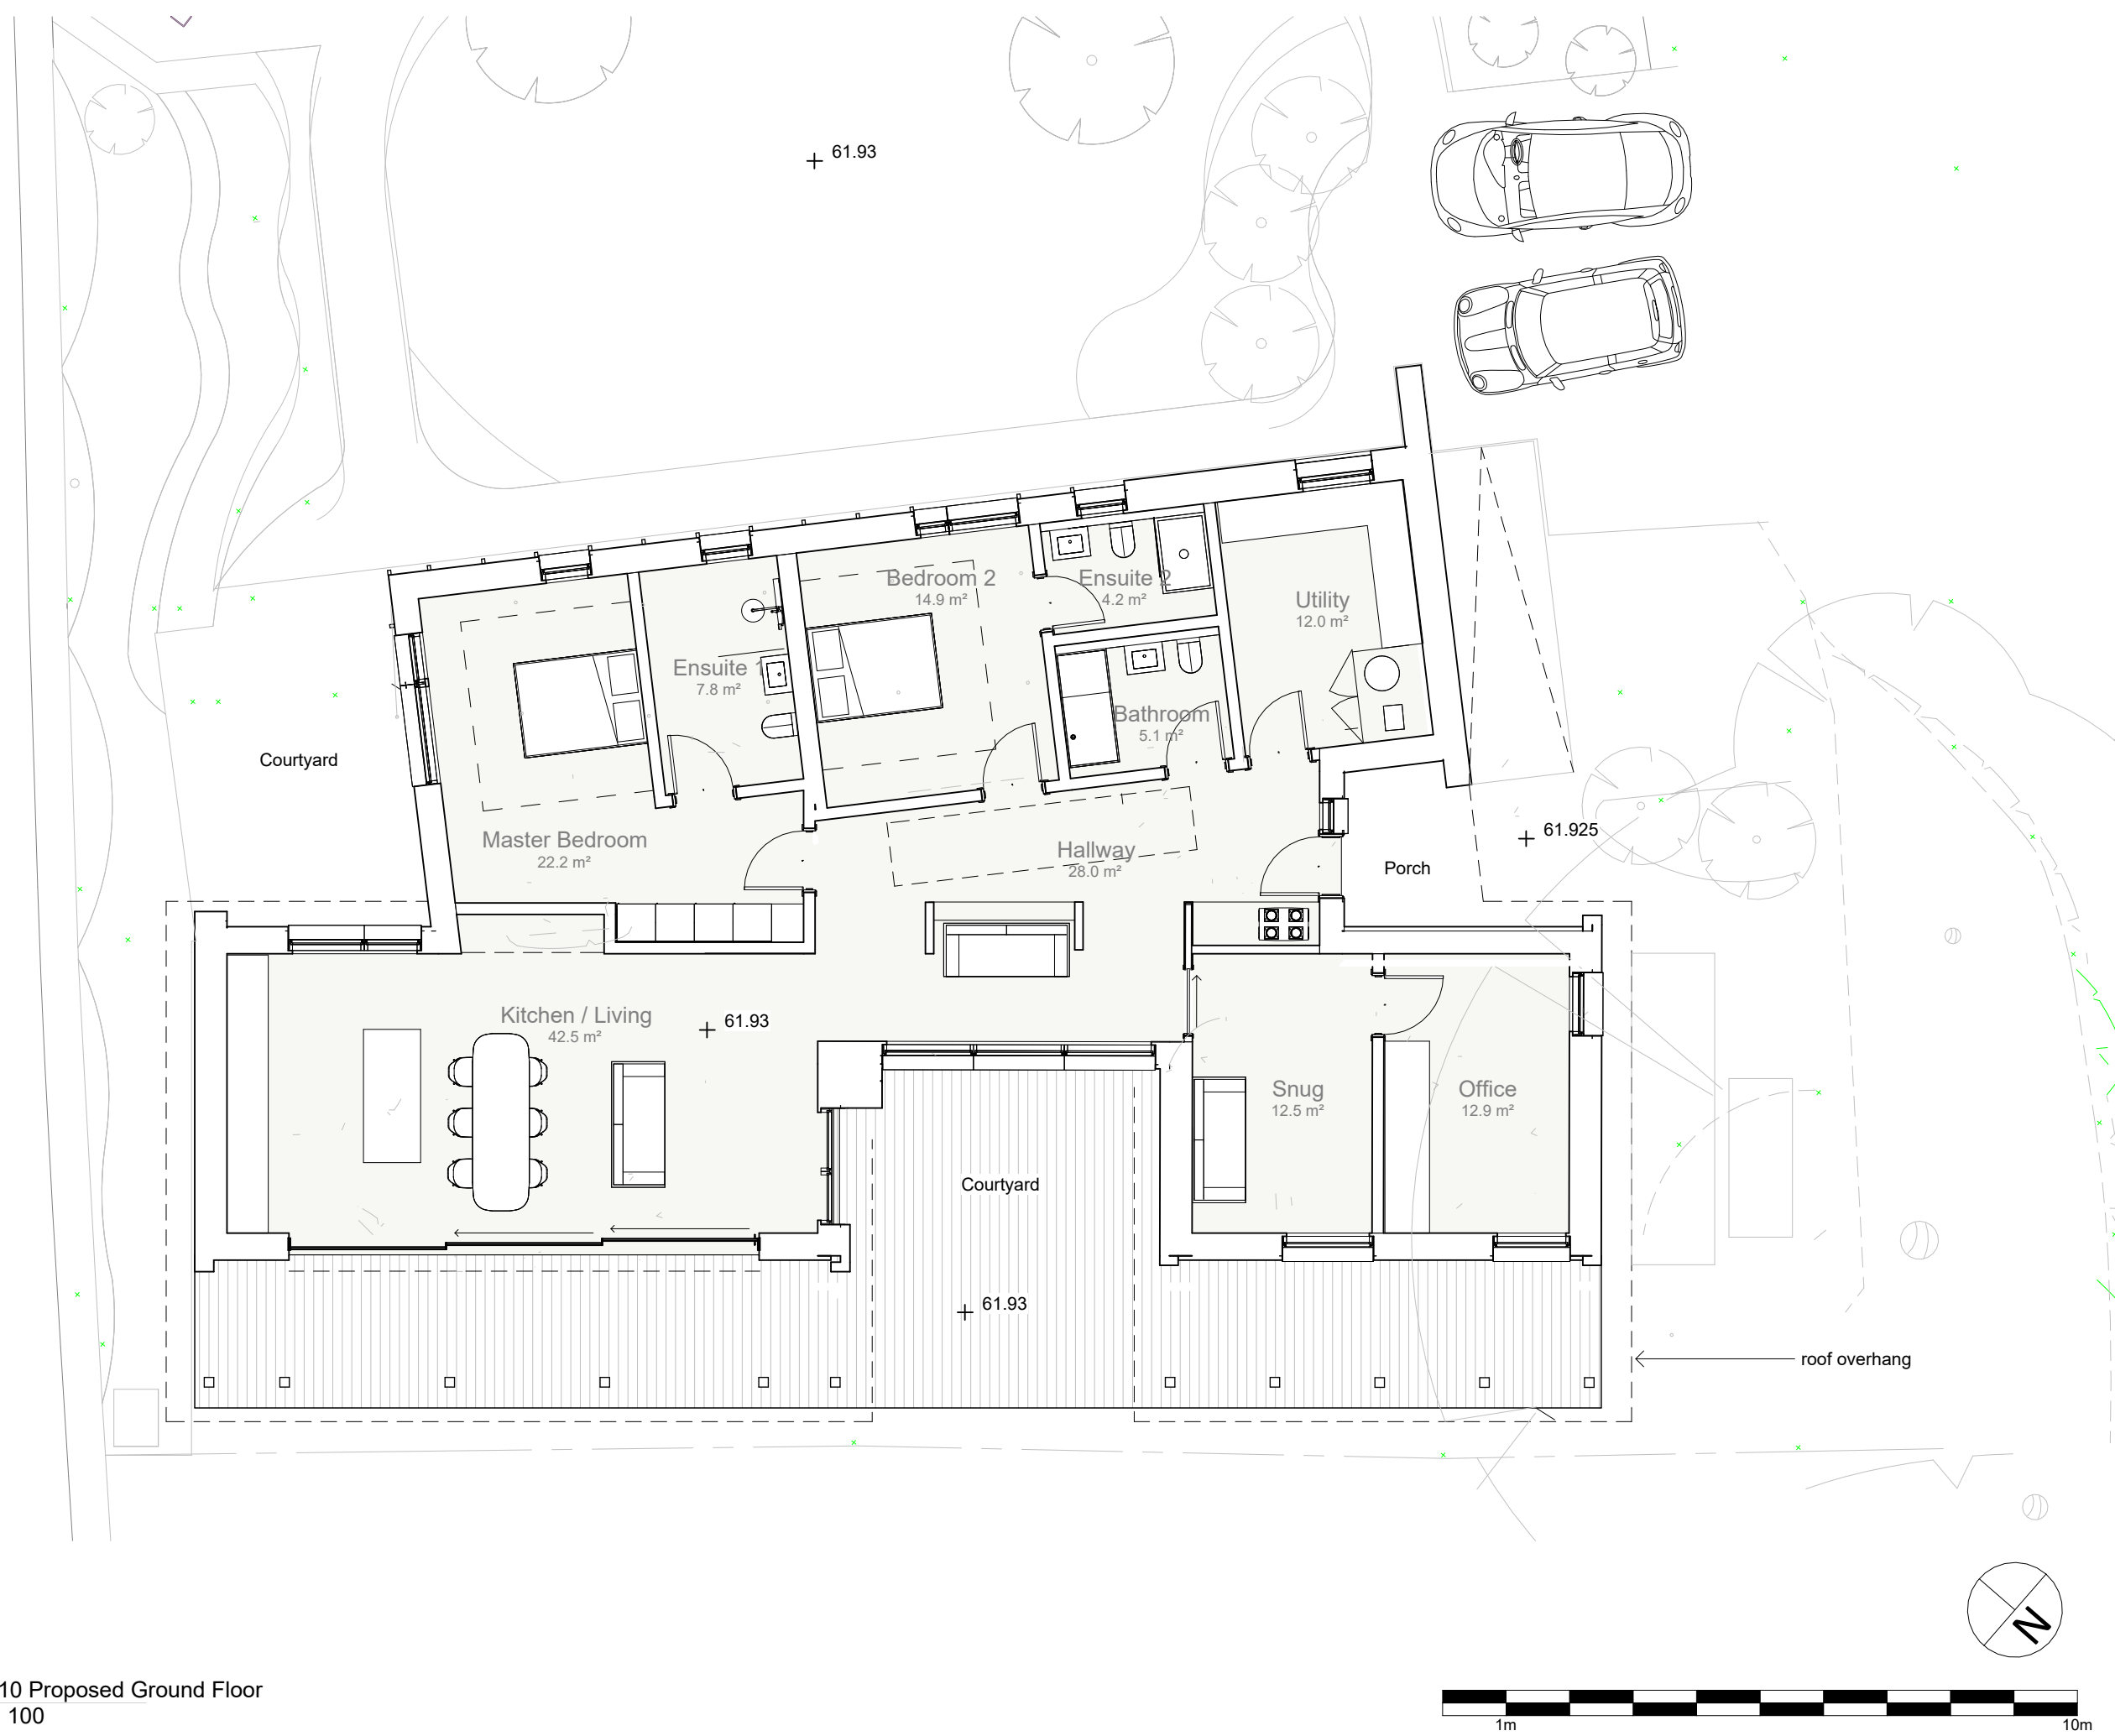 61.93
Bedroom 2
14.9 m²
Ensuite 2
4.2 m²
Utility
12.0 m²
Ensuite 1
7.8 m²
Bathroom
5.1 m²
Courtyard
Master Bedroom
22.2 m²
Hallway
28.0 m²
Porch
61.925
Kitchen / Living
42.5 m²
61.93
Snug
12.5 m²
Office
12.9 m²
Courtyard
61.93
roof overhang
N
10 Proposed Ground Floor
100
1m
10m